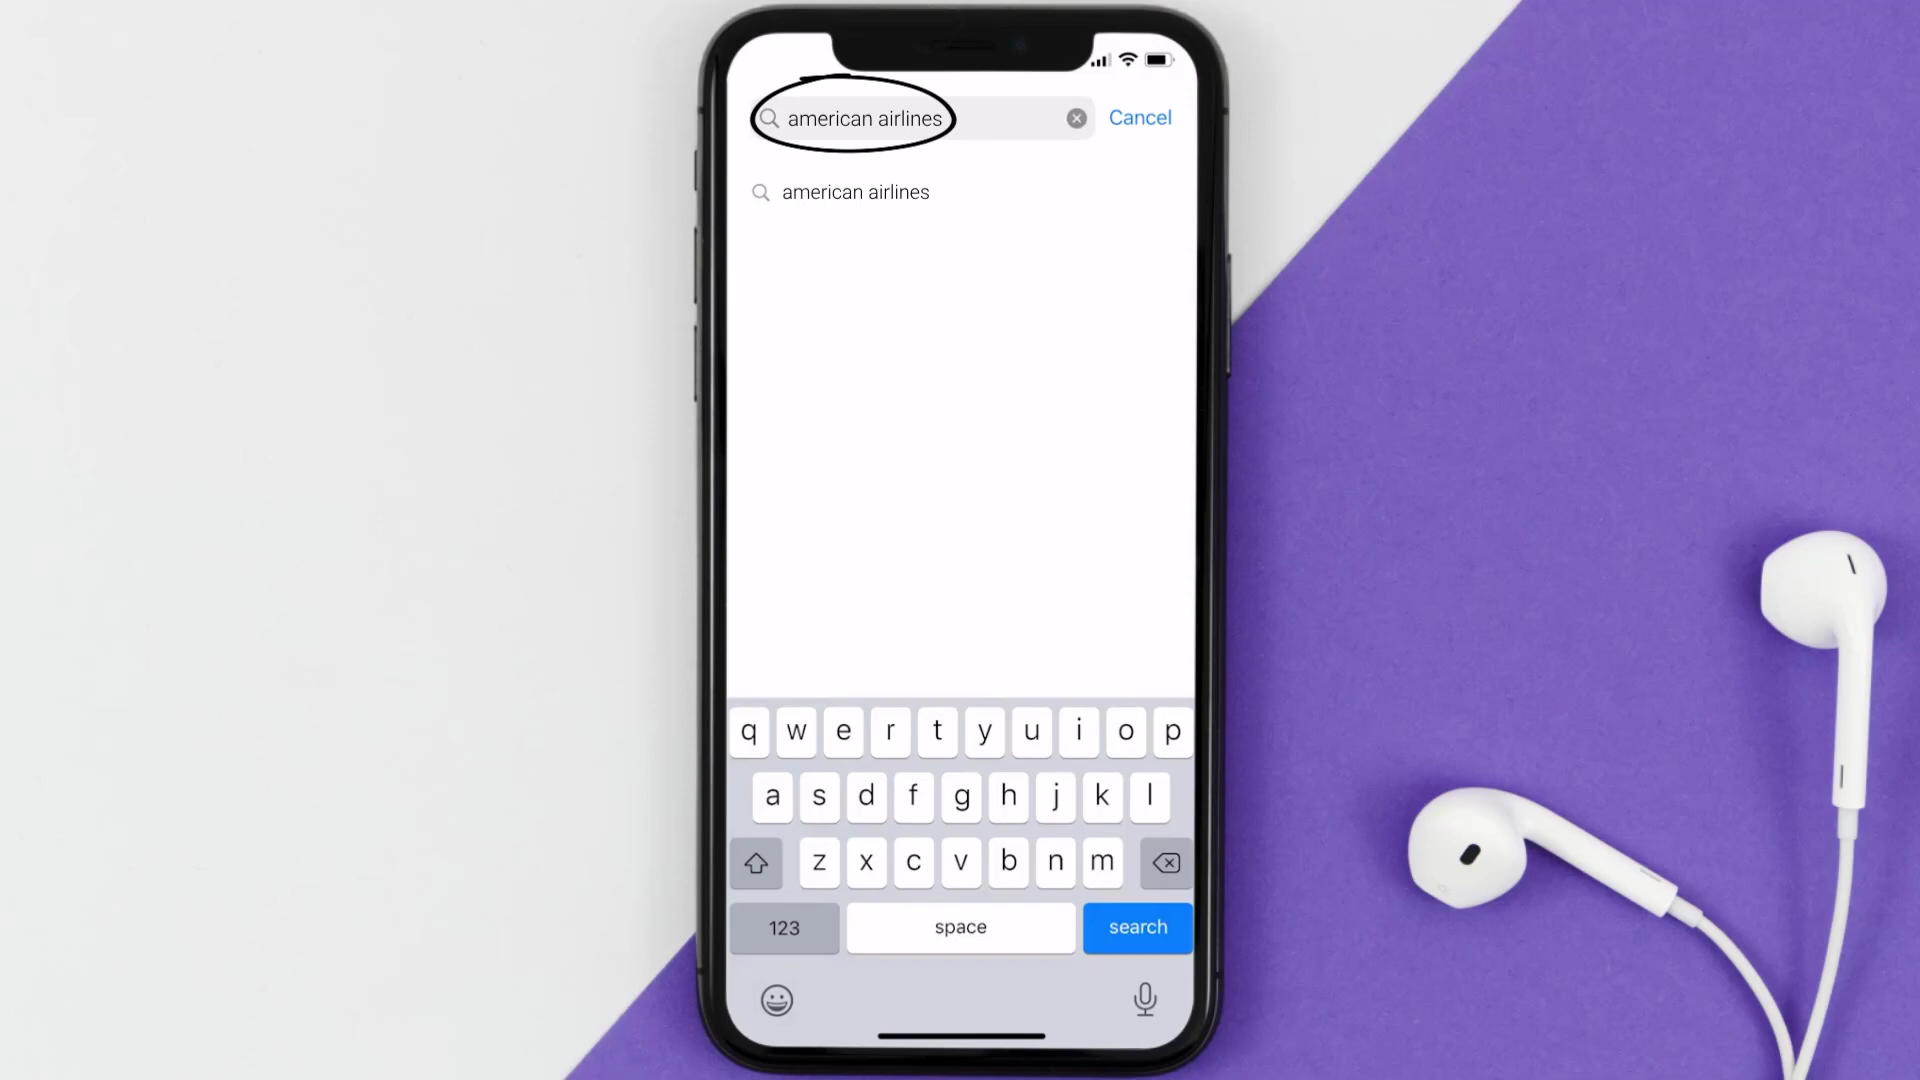 american airlines
Cancel
american airlines
q w e r t y u i o p
a s d f g h j k l
z x c v b n m
123
space
search